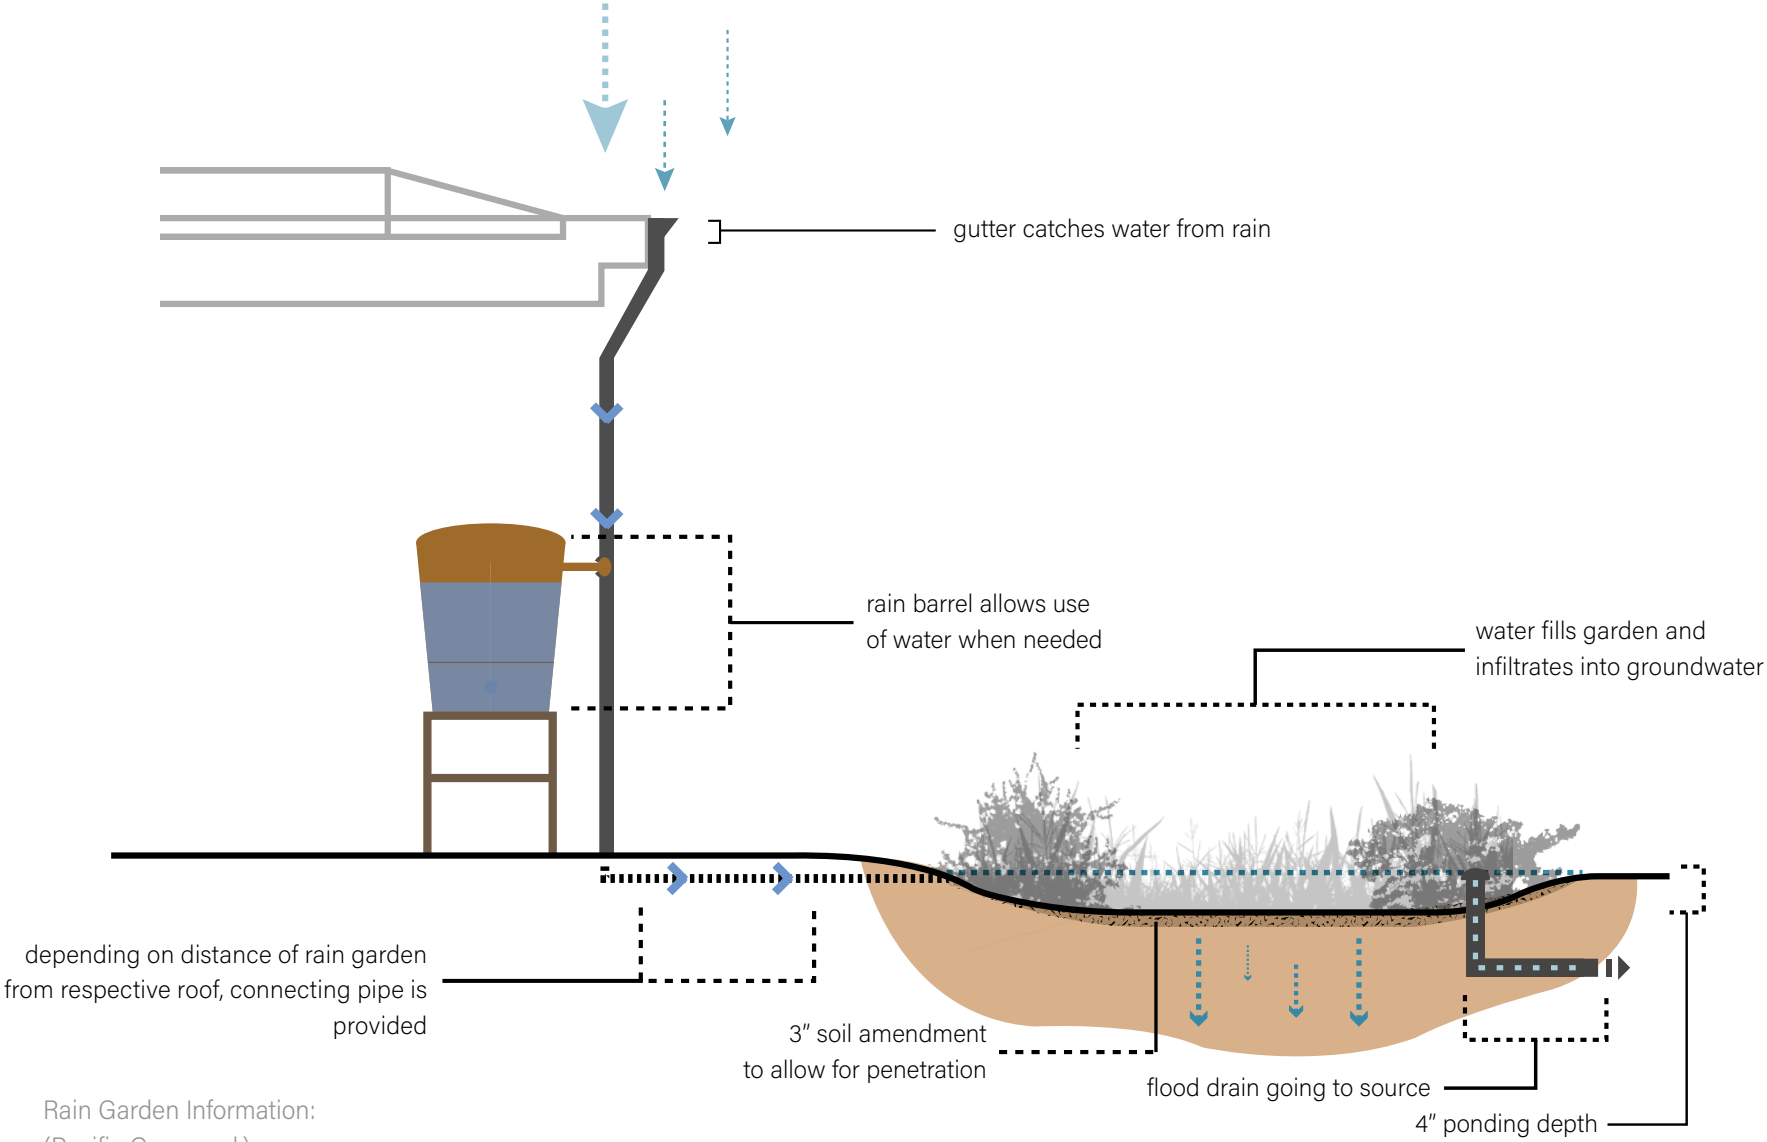 gutter catches water from rain
rain barrel allows use
of water when needed
water fills garden and
infiltrates into groundwater
depending on distance of rain garden
from respective roof, connecting pipe is
provided
3” soil amendment
to allow for penetration
flood drain going to source
4” ponding depth
Rain Garden Information: